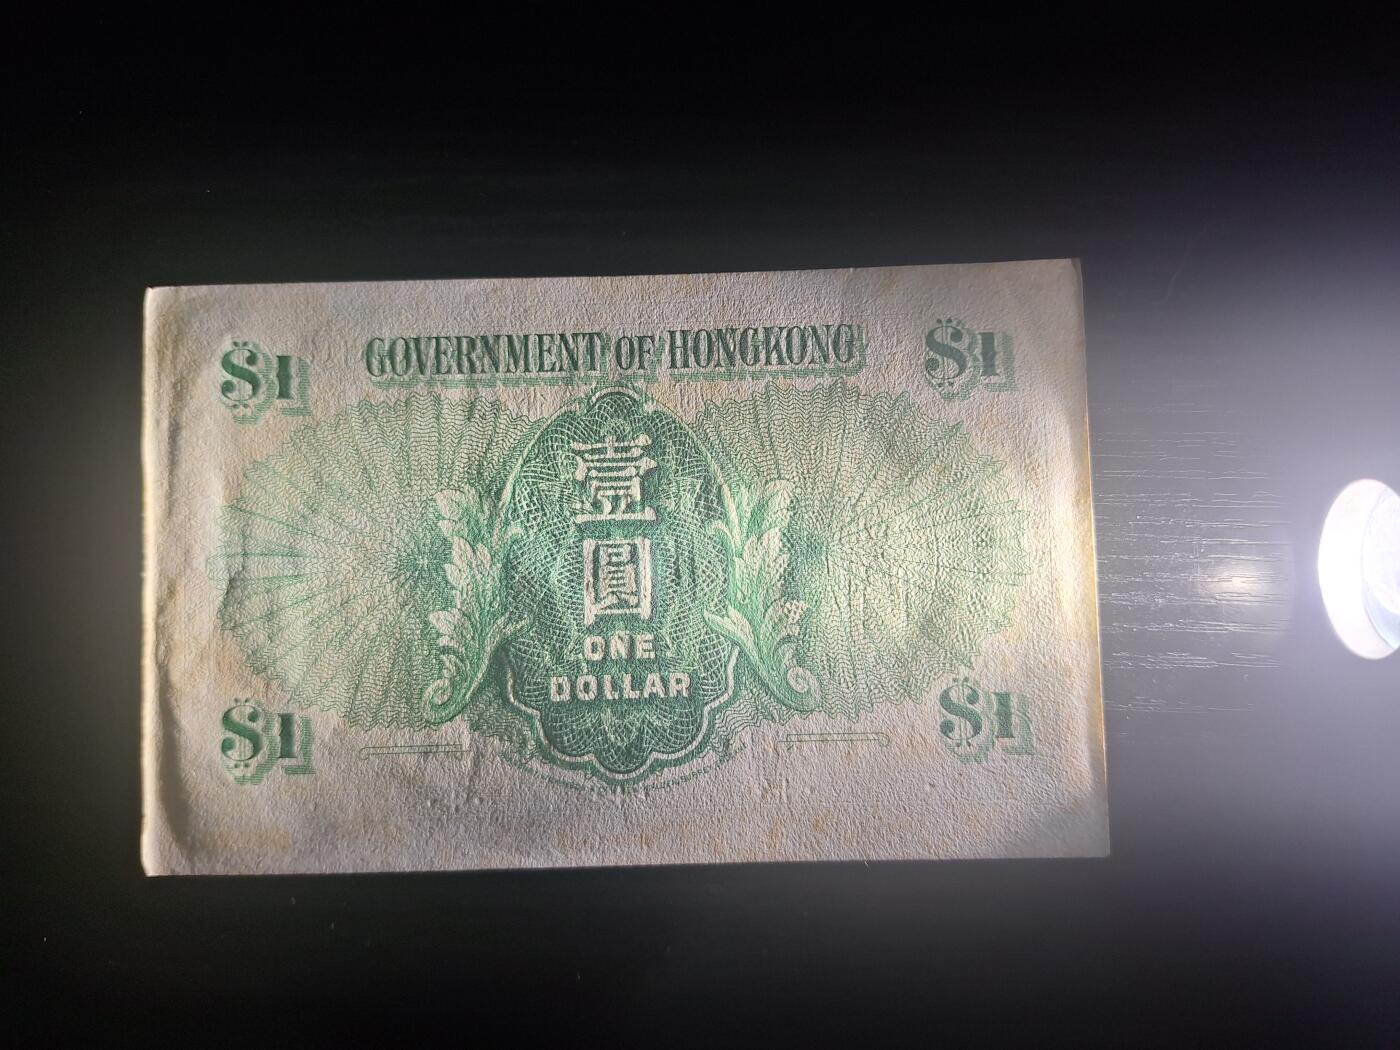 $1 GOVERNMENT OF HONGKONG $1
壹
圓
ONE
DOLLAR
$1 $1